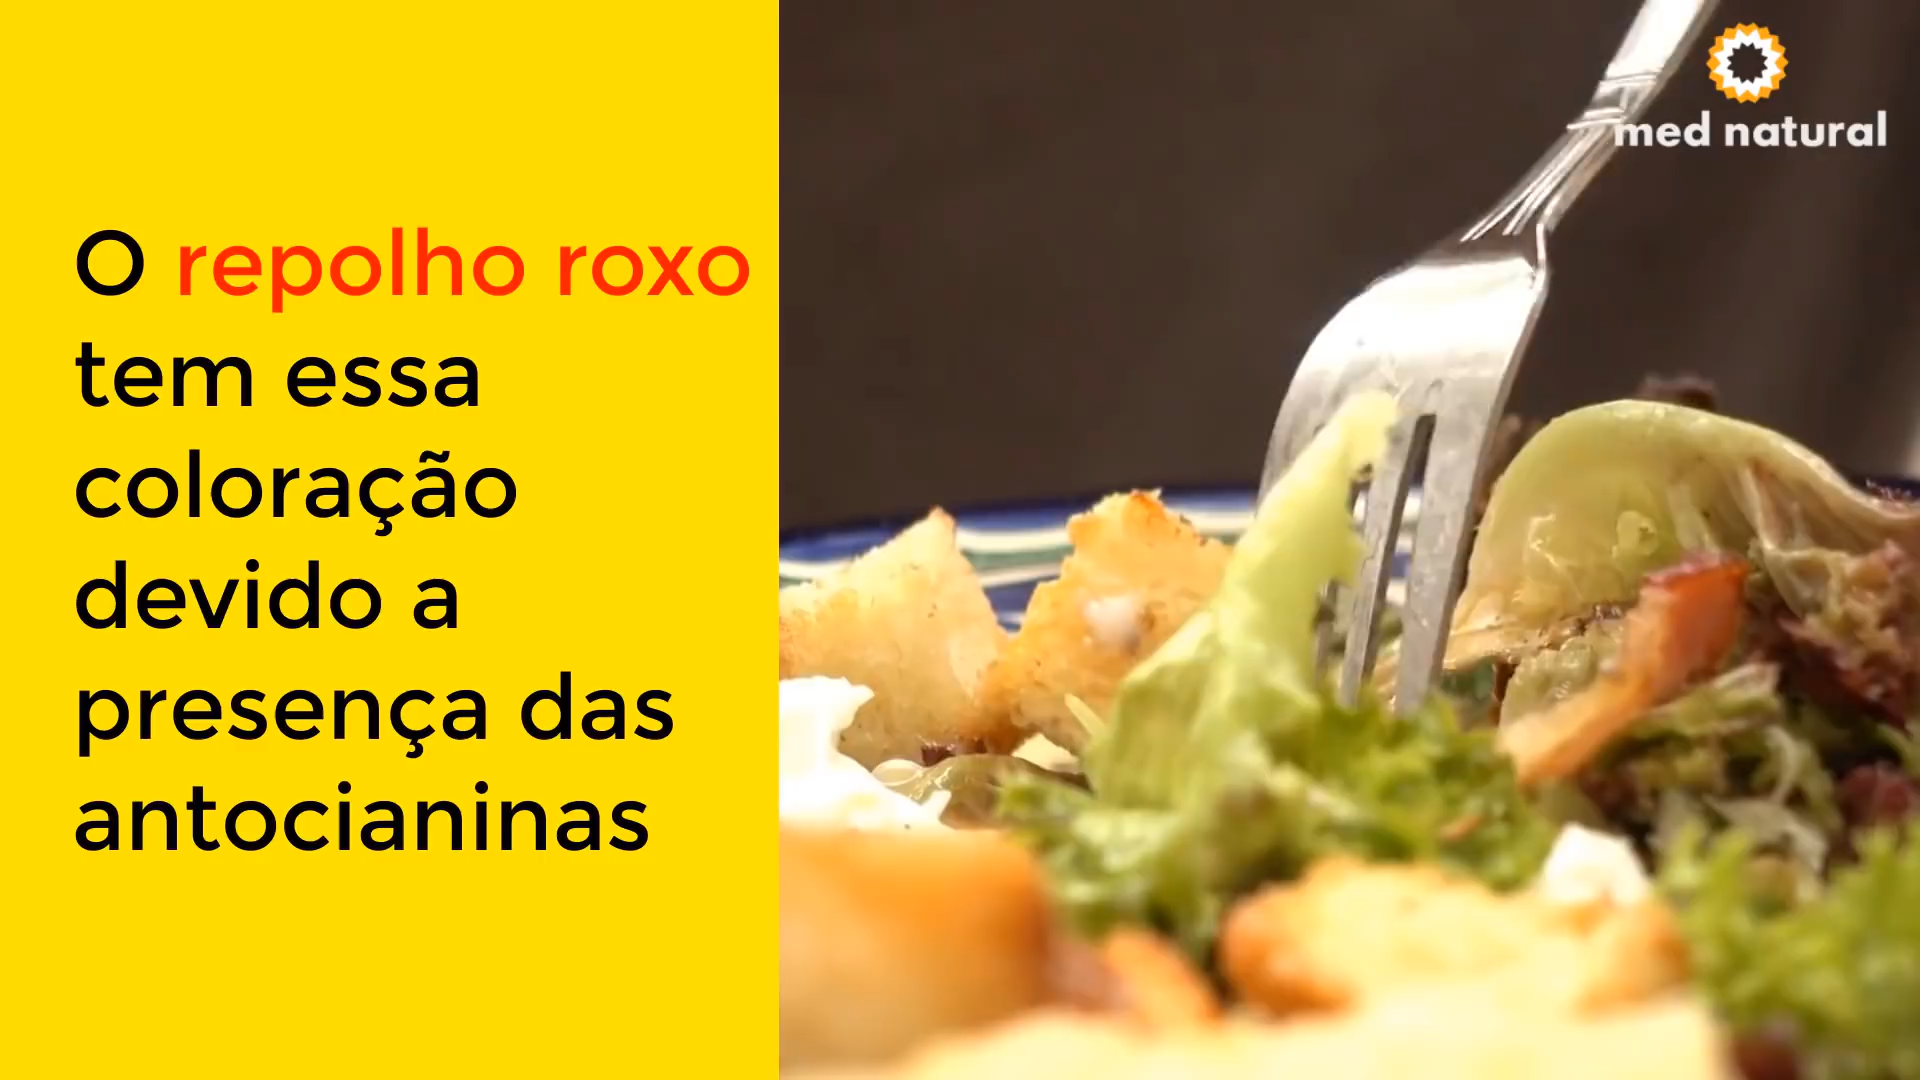 O repolho roxo
tem essa
coloração
devido a
presença das
antocianinas
med natural